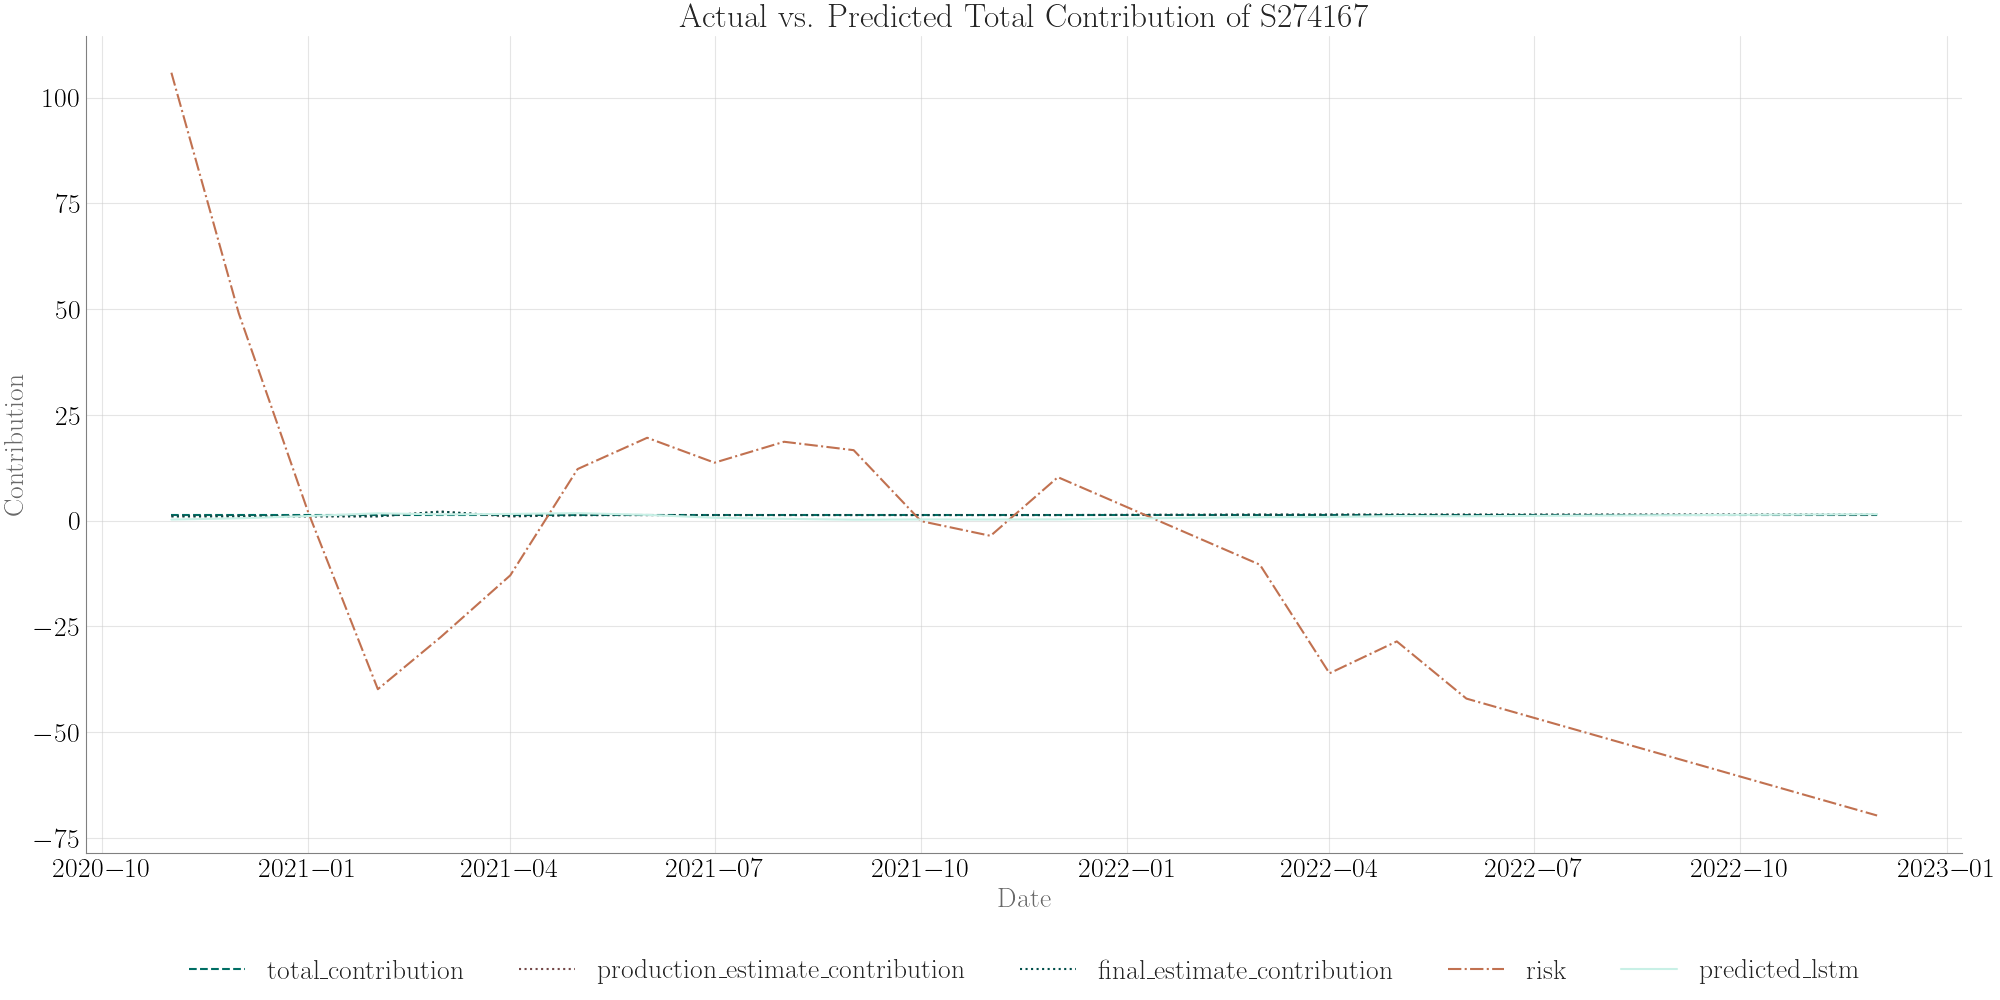 Actual vs. Predicted Total Contribution of S274167
100
75
50
25
0
−25
−50
−75
Contribution
2020−10 2021−01 2021−04 2021−07 2021−10 2022−01 2022−04 2022−07 2022−10 2023−01
Date
total_contribution production_estimate_contribution final_estimate_contribution risk predicted_lstm